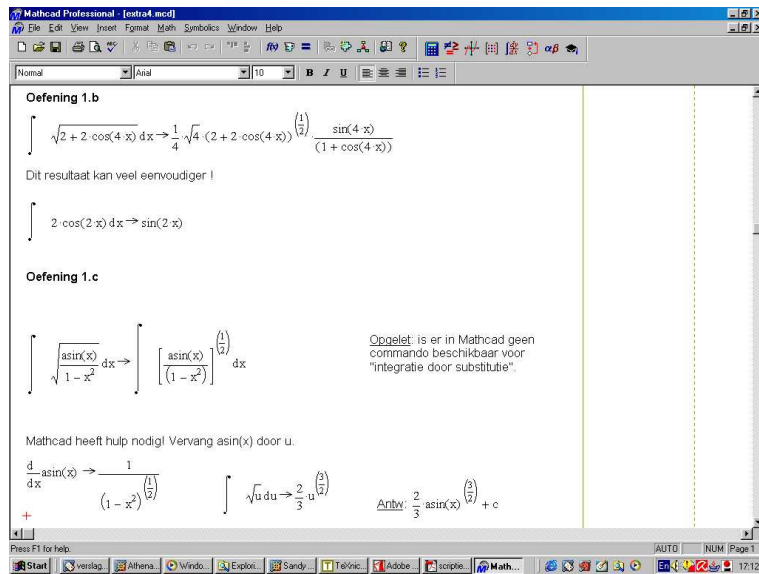 Mathcad Professional - [extra4.mcd]
File Edit View Insert Format Math Symbolics Window Help
Normal Arial 10 B I U
Oefening 1.b
∫ √(2 + 2·cos(4·x)) dx → 1/4·√4·(2 + 2·cos(4·x))^(1/2)·sin(4·x)/(1 + cos(4·x))
Dit resultaat kan veel eenvoudiger !
∫ 2·cos(2·x) dx → sin(2·x)
Oefening 1.c
∫ √(asin(x)/(1 − x²)) dx → ∫ [asin(x)/(1 − x²)]^(1/2) dx
Opgelet: is er in Mathcad geen
commando beschikbaar voor
"integratie door substitutie".
Mathcad heeft hulp nodig! Vervang asin(x) door u.
d/dx asin(x) → 1/(1 − x²)^(1/2) ∫ √u du → 2/3·u^(3/2) Antw: 2/3·asin(x)^(3/2) + c
Press F1 for help. AUTO NUM Page 1
Start verslag... Athena... Windo... Explori... Sandy ... TeXnic... Adobe ... scriptie... Math... En 17:12